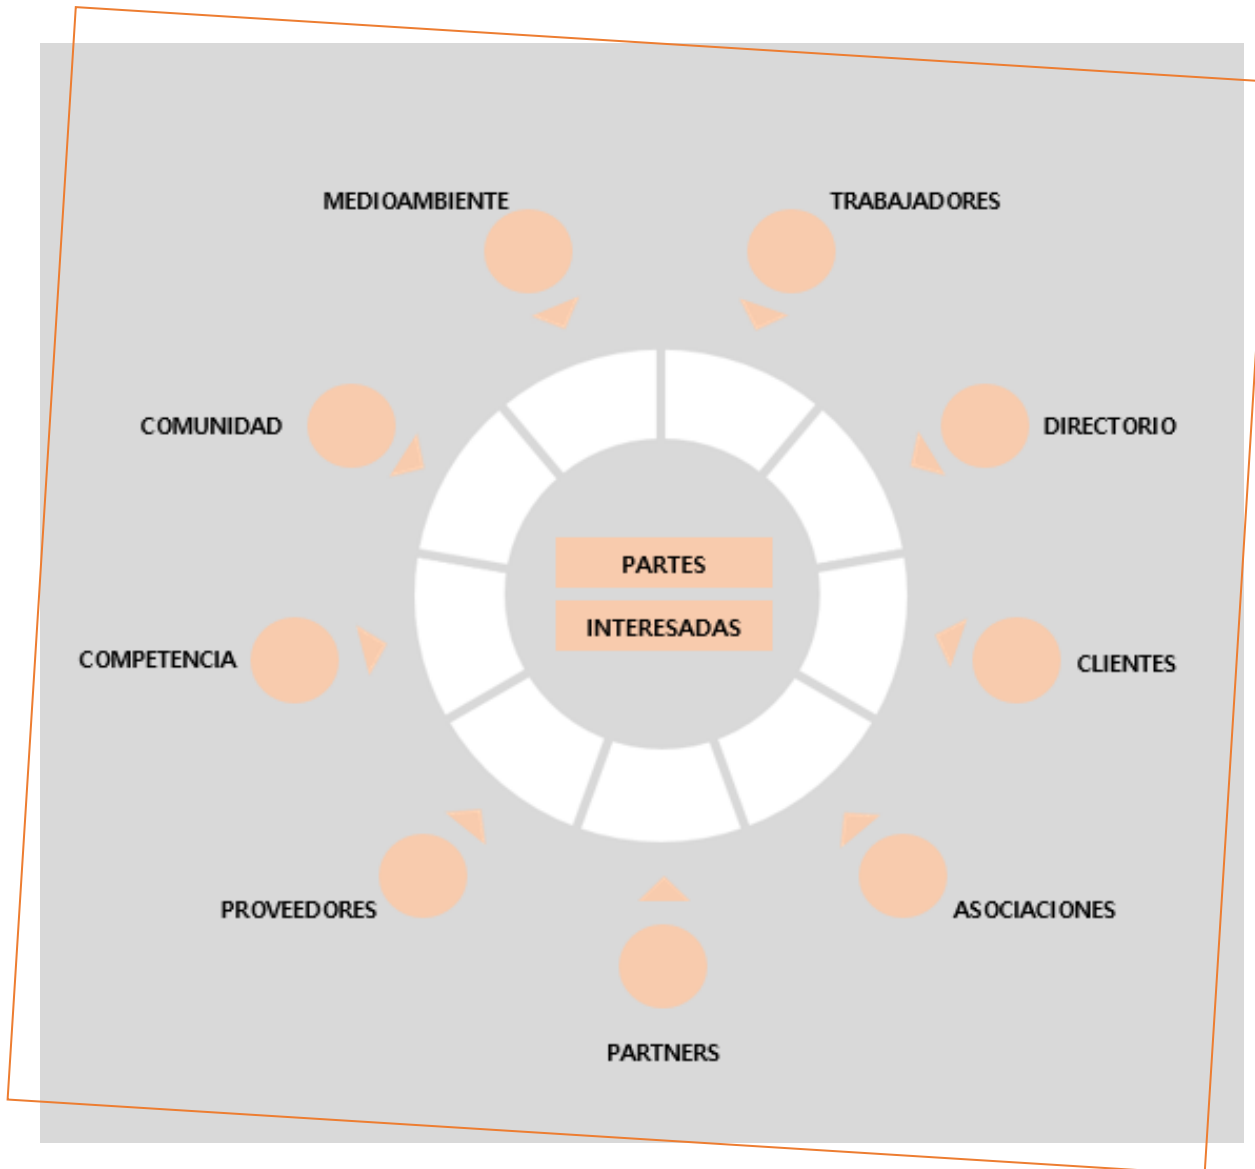 MEDIOAMBIENTE
TRABAJADORES
COMUNIDAD
DIRECTORIO
PARTES
INTERESADAS
COMPETENCIA
CLIENTES
PROVEEDORES
ASOCIACIONES
PARTNERS